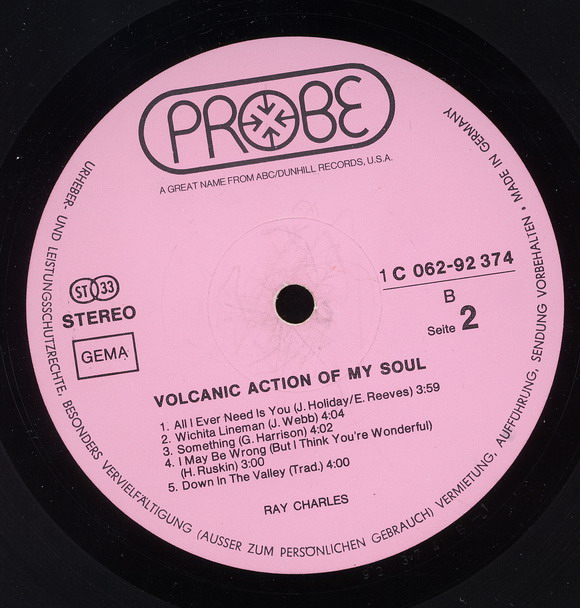 PROBE
A GREAT NAME FROM ABC/DUNHILL RECORDS, U.S.A.
URHEBER- UND LEISTUNGSSCHUTZRECHTE, BESONDERS VERVIELFÄLTIGUNG (AUSSER ZUM PERSÖNLICHEN GEBRAUCH) VERMIETUNG, AUFFÜHRUNG, SENDUNG VORBEHALTEN • MADE IN GERMANY
ST 33
STEREO
GEMA
1 C 062-92 374
B
Seite 2
VOLCANIC ACTION OF MY SOUL
1. All I Ever Need Is You (J. Holiday/E. Reeves) 3:59
2. Wichita Lineman (J. Webb) 4:04
3. Something (G. Harrison) 4:02
4. I May Be Wrong (But I Think You're Wonderful)
(H. Ruskin) 3:00
5. Down In The Valley (Trad.) 4:00
RAY CHARLES